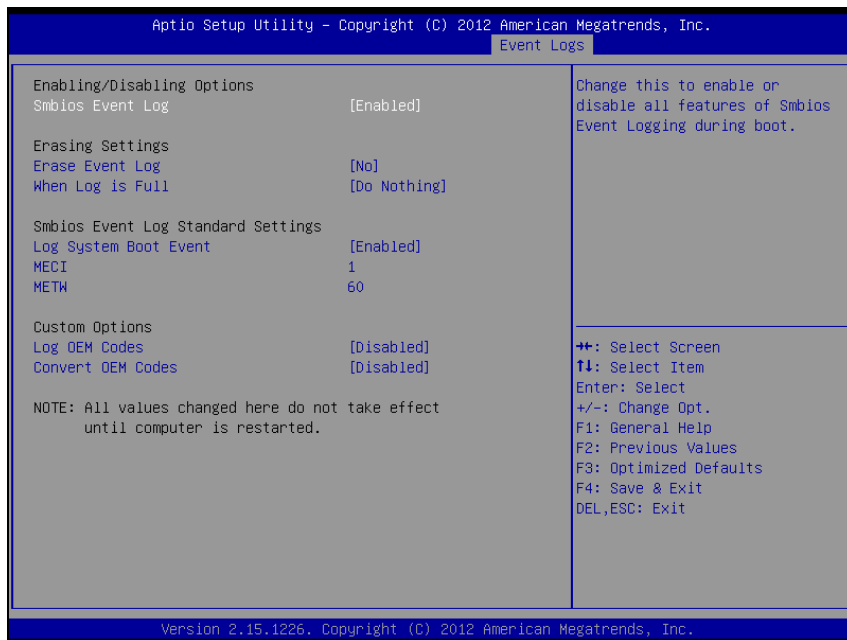 Aptio Setup Utility – Copyright (C) 2012 American Megatrends, Inc.
Event Logs
Enabling/Disabling Options
Smbios Event Log [Enabled]
Erasing Settings
Erase Event Log [No]
When Log is Full [Do Nothing]
Smbios Event Log Standard Settings
Log System Boot Event [Enabled]
MECI 1
METW 60
Custom Options
Log OEM Codes [Disabled]
Convert OEM Codes [Disabled]
NOTE: All values changed here do not take effect
until computer is restarted.
Change this to enable or
disable all features of Smbios
Event Logging during boot.
→←: Select Screen
↑↓: Select Item
Enter: Select
+/-: Change Opt.
F1: General Help
F2: Previous Values
F3: Optimized Defaults
F4: Save & Exit
DEL,ESC: Exit
Version 2.15.1226. Copyright (C) 2012 American Megatrends, Inc.